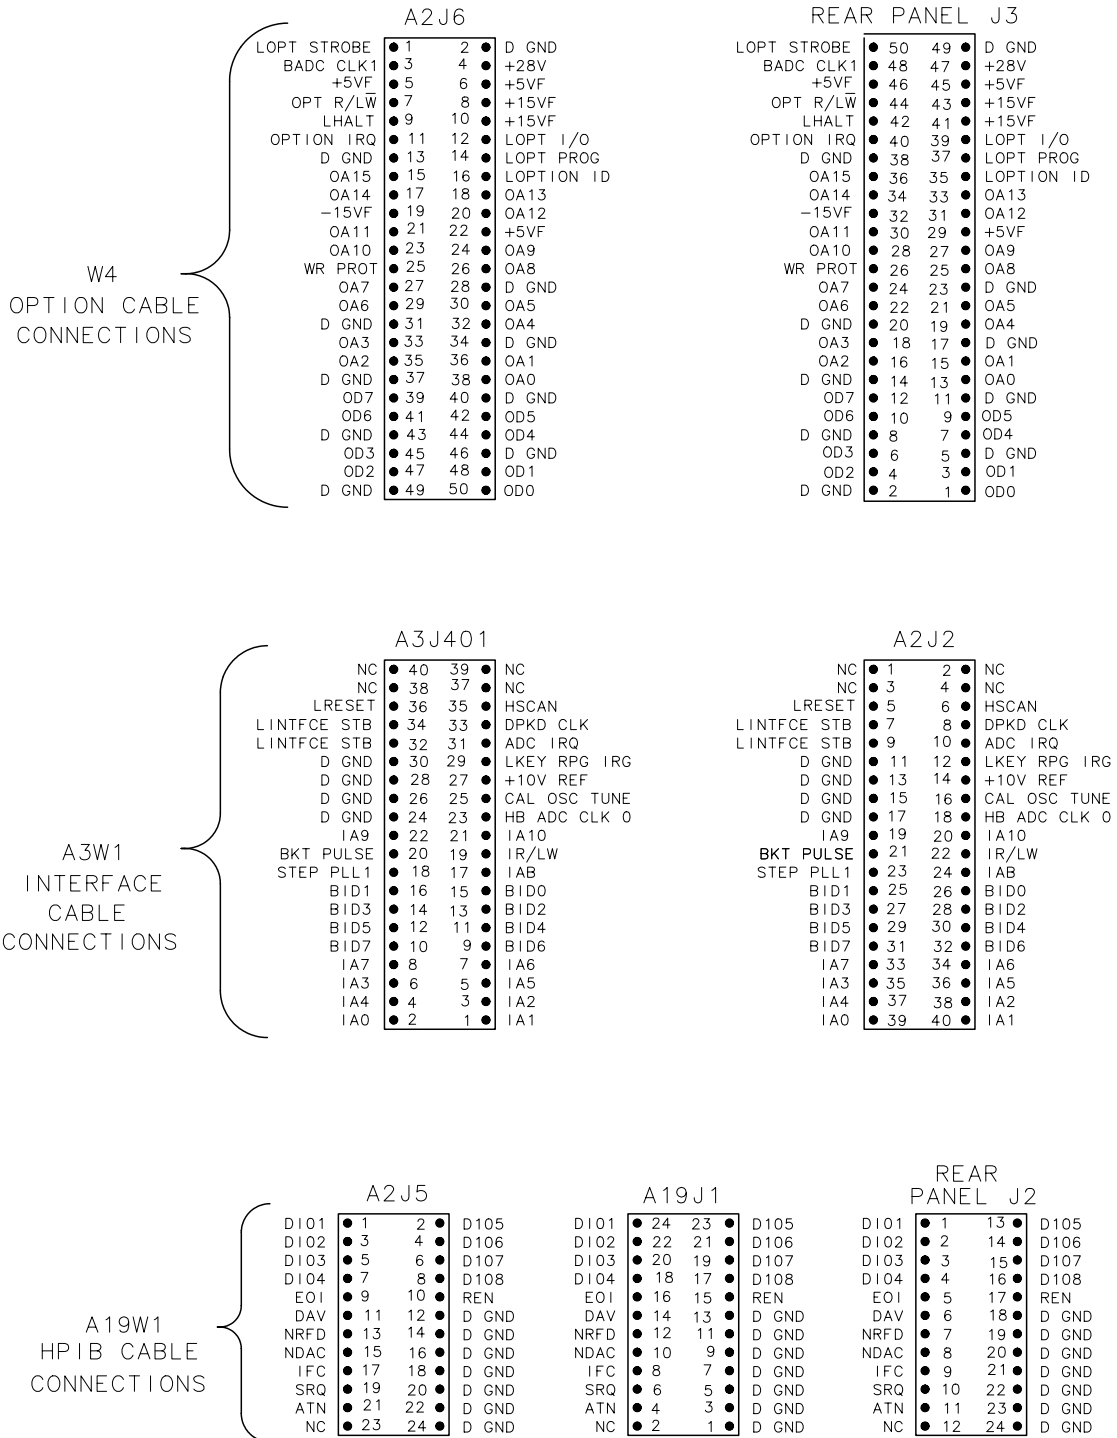 A2J6
LOPT STROBE 1 2 D GND
BADC CLK1 3 4 +28V
+5VF 5 6 +5VF
OPT R/LW̅ 7 8 +15VF
LHALT 9 10 +15VF
OPTION IRQ 11 12 LOPT I/O
D GND 13 14 LOPT PROG
OA15 15 16 LOPTION ID
OA14 17 18 OA13
-15VF 19 20 OA12
OA11 21 22 +5VF
OA10 23 24 OA9
WR PROT 25 26 OA8
OA7 27 28 D GND
OA6 29 30 OA5
D GND 31 32 OA4
OA3 33 34 D GND
OA2 35 36 OA1
D GND 37 38 OA0
OD7 39 40 D GND
OD6 41 42 OD5
D GND 43 44 OD4
OD3 45 46 D GND
OD2 47 48 OD1
D GND 49 50 OD0
REAR PANEL J3
LOPT STROBE 50 49 D GND
BADC CLK1 48 47 +28V
+5VF 46 45 +5VF
OPT R/LW̅ 44 43 +15VF
LHALT 42 41 +15VF
OPTION IRQ 40 39 LOPT I/O
D GND 38 37 LOPT PROG
OA15 36 35 LOPTION ID
OA14 34 33 OA13
-15VF 32 31 OA12
OA11 30 29 +5VF
OA10 28 27 OA9
WR PROT 26 25 OA8
OA7 24 23 D GND
OA6 22 21 OA5
D GND 20 19 OA4
OA3 18 17 D GND
OA2 16 15 OA1
D GND 14 13 OA0
OD7 12 11 D GND
OD6 10 9 OD5
D GND 8 7 OD4
OD3 6 5 D GND
OD2 4 3 OD1
D GND 2 1 OD0
W4
OPTION CABLE
CONNECTIONS
A3J401
NC 40 39 NC
NC 38 37 NC
LRESET 36 35 HSCAN
LINTFCE STB 34 33 DPKD CLK
LINTFCE STB 32 31 ADC IRQ
D GND 30 29 LKEY RPG IRG
D GND 28 27 +10V REF
D GND 26 25 CAL OSC TUNE
D GND 24 23 HB ADC CLK 0
IA9 22 21 IA10
BKT PULSE 20 19 IR/LW
STEP PLL1 18 17 IAB
BID1 16 15 BID0
BID3 14 13 BID2
BID5 12 11 BID4
BID7 10 9 BID6
IA7 8 7 IA6
IA3 6 5 IA5
IA4 4 3 IA2
IA0 2 1 IA1
A2J2
NC 1 2 NC
NC 3 4 NC
LRESET 5 6 HSCAN
LINTFCE STB 7 8 DPKD CLK
LINTFCE STB 9 10 ADC IRQ
D GND 11 12 LKEY RPG IRG
D GND 13 14 +10V REF
D GND 15 16 CAL OSC TUNE
D GND 17 18 HB ADC CLK 0
IA9 19 20 IA10
BKT PULSE 21 22 IR/LW
STEP PLL1 23 24 IAB
BID1 25 26 BID0
BID3 27 28 BID2
BID5 29 30 BID4
BID7 31 32 BID6
IA7 33 34 IA6
IA3 35 36 IA5
IA4 37 38 IA2
IA0 39 40 IA1
A3W1
INTERFACE
CABLE
CONNECTIONS
A2J5
DIO1 1 2 D105
DIO2 3 4 D106
DIO3 5 6 D107
DIO4 7 8 D108
EOI 9 10 REN
DAV 11 12 D GND
NRFD 13 14 D GND
NDAC 15 16 D GND
IFC 17 18 D GND
SRQ 19 20 D GND
ATN 21 22 D GND
NC 23 24 D GND
A19J1
DIO1 24 23 D105
DIO2 22 21 D106
DIO3 20 19 D107
DIO4 18 17 D108
EOI 16 15 REN
DAV 14 13 D GND
NRFD 12 11 D GND
NDAC 10 9 D GND
IFC 8 7 D GND
SRQ 6 5 D GND
ATN 4 3 D GND
NC 2 1 D GND
REAR
PANEL J2
DIO1 1 13 D105
DIO2 2 14 D106
DIO3 3 15 D107
DIO4 4 16 D108
EOI 5 17 REN
DAV 6 18 D GND
NRFD 7 19 D GND
NDAC 8 20 D GND
IFC 9 21 D GND
SRQ 10 22 D GND
ATN 11 23 D GND
NC 12 24 D GND
A19W1
HPIB CABLE
CONNECTIONS